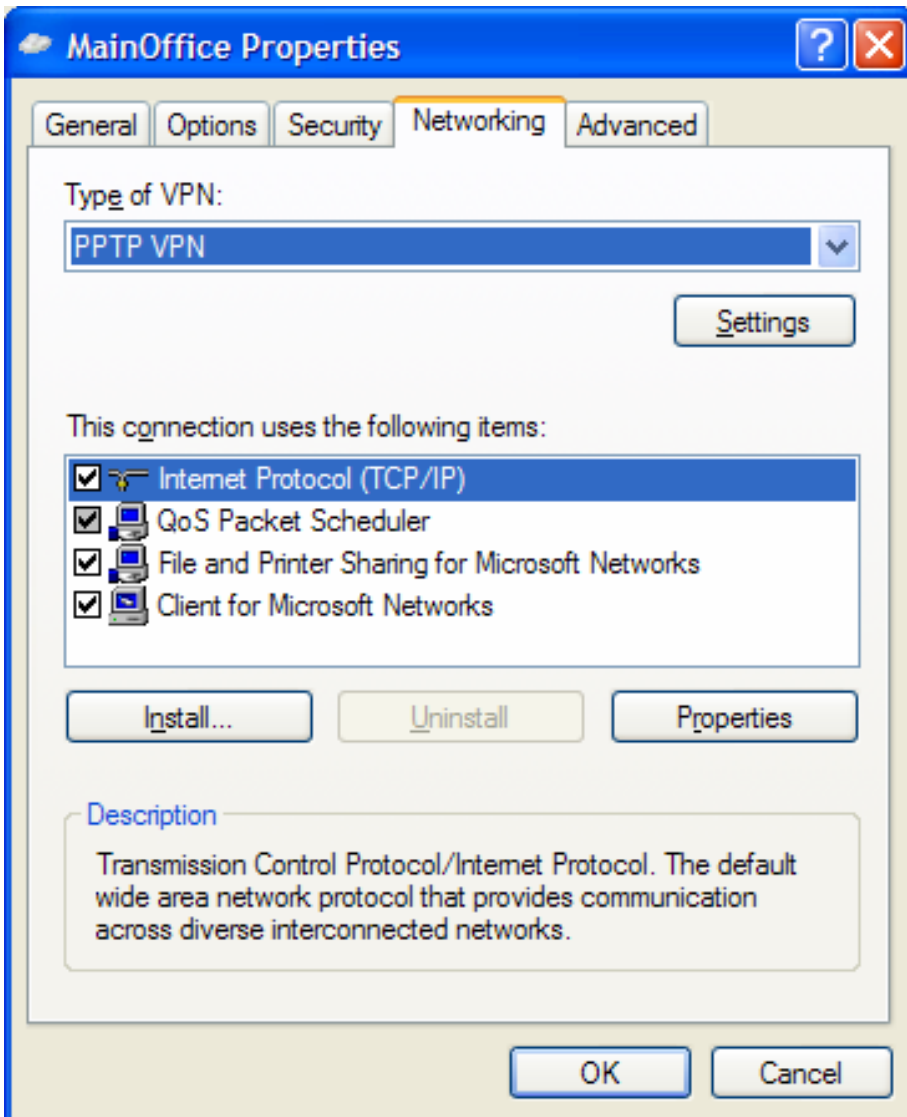 MainOffice Properties
General Options Security Networking Advanced
Type of VPN:
PPTP VPN
Settings
This connection uses the following items:
Internet Protocol (TCP/IP)
QoS Packet Scheduler
File and Printer Sharing for Microsoft Networks
Client for Microsoft Networks
Install... Uninstall Properties
Description
Transmission Control Protocol/Internet Protocol. The default
wide area network protocol that provides communication
across diverse interconnected networks.
OK Cancel